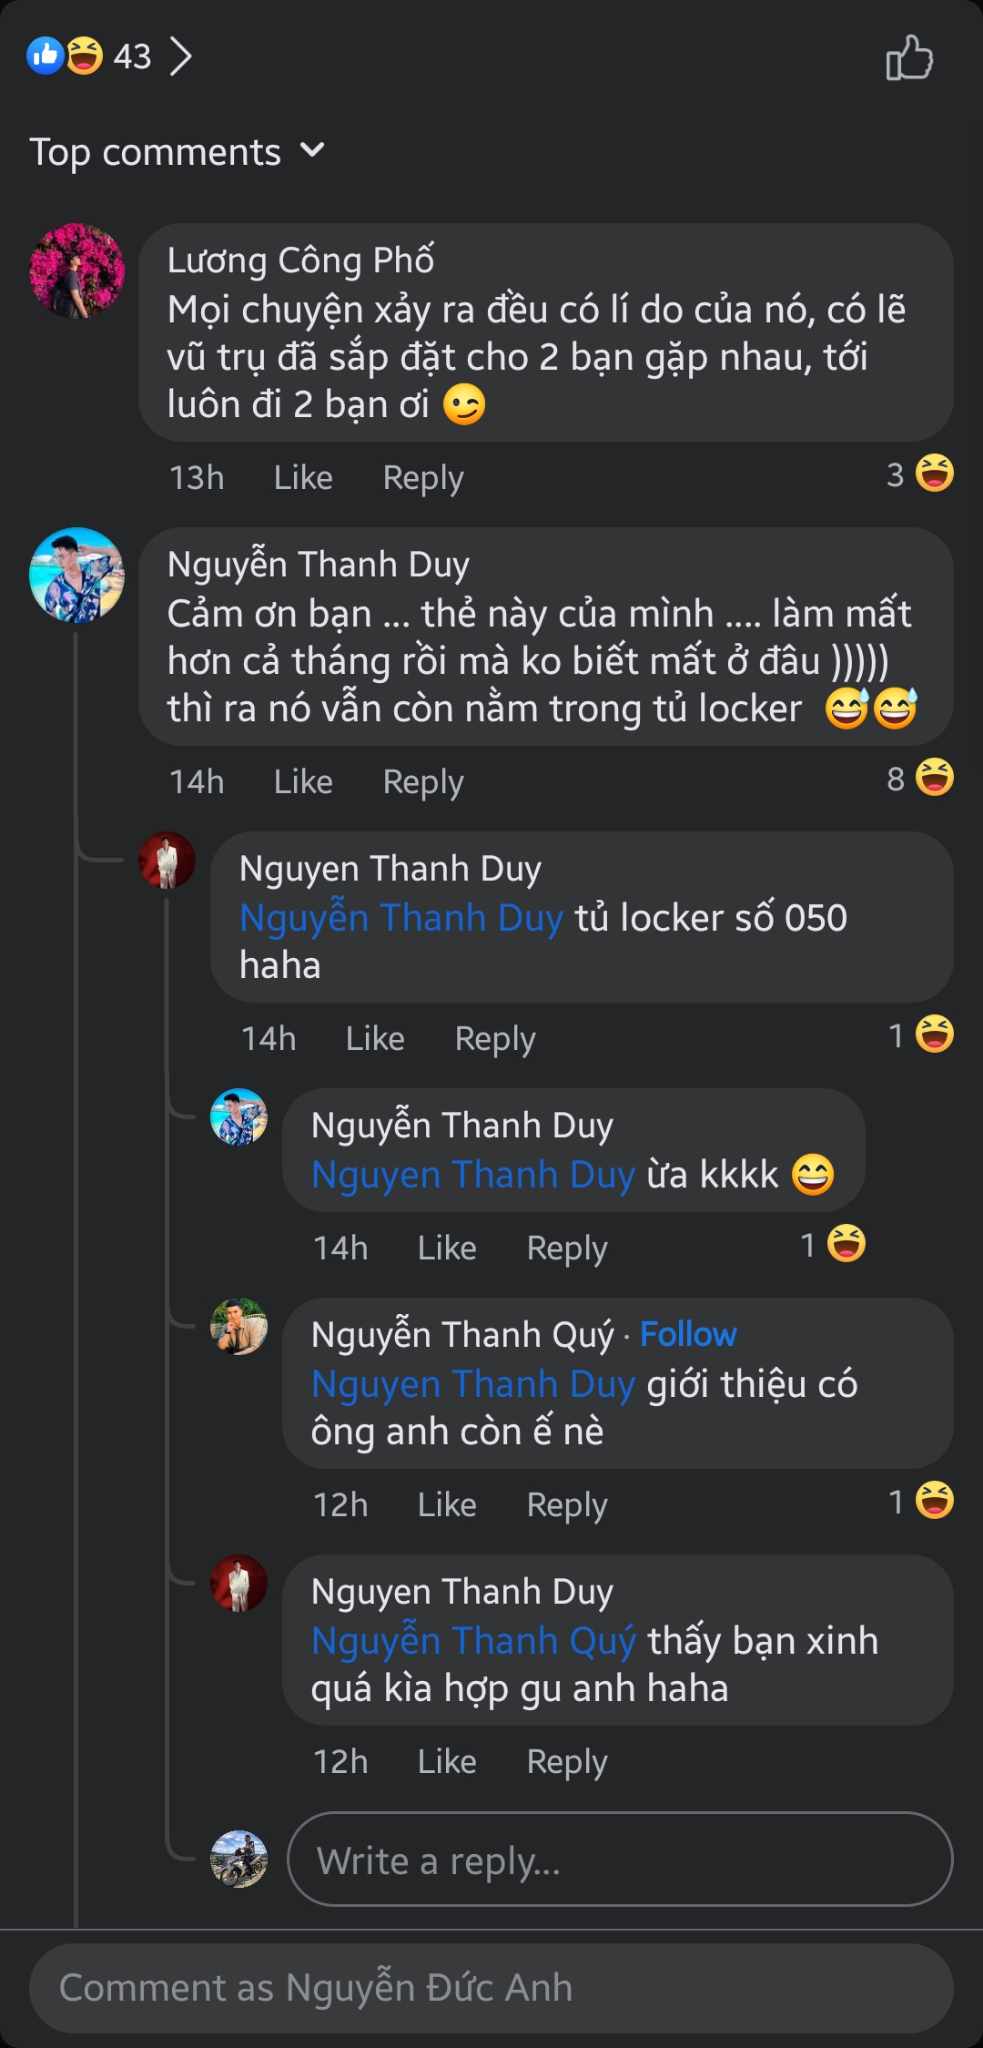 43
Top comments
Lương Công Phố
Mọi chuyện xảy ra đều có lí do của nó, có lẽ
vũ trụ đã sắp đặt cho 2 bạn gặp nhau, tới
luôn đi 2 bạn ơi 😉
13h Like Reply 3
Nguyễn Thanh Duy
Cảm ơn bạn ... thẻ này của mình .... làm mất
hơn cả tháng rồi mà ko biết mất ở đâu )))))
thì ra nó vẫn còn nằm trong tủ locker 😅😅
14h Like Reply 8
Nguyen Thanh Duy
Nguyễn Thanh Duy tủ locker số 050
haha
14h Like Reply 1
Nguyễn Thanh Duy
Nguyen Thanh Duy ừa kkkk 😄
14h Like Reply 1
Nguyễn Thanh Quý · Follow
Nguyen Thanh Duy giới thiệu có
ông anh còn ế nè
12h Like Reply 1
Nguyen Thanh Duy
Nguyễn Thanh Quý thấy bạn xinh
quá kìa hợp gu anh haha
12h Like Reply
Write a reply...
Comment as Nguyễn Đức Anh